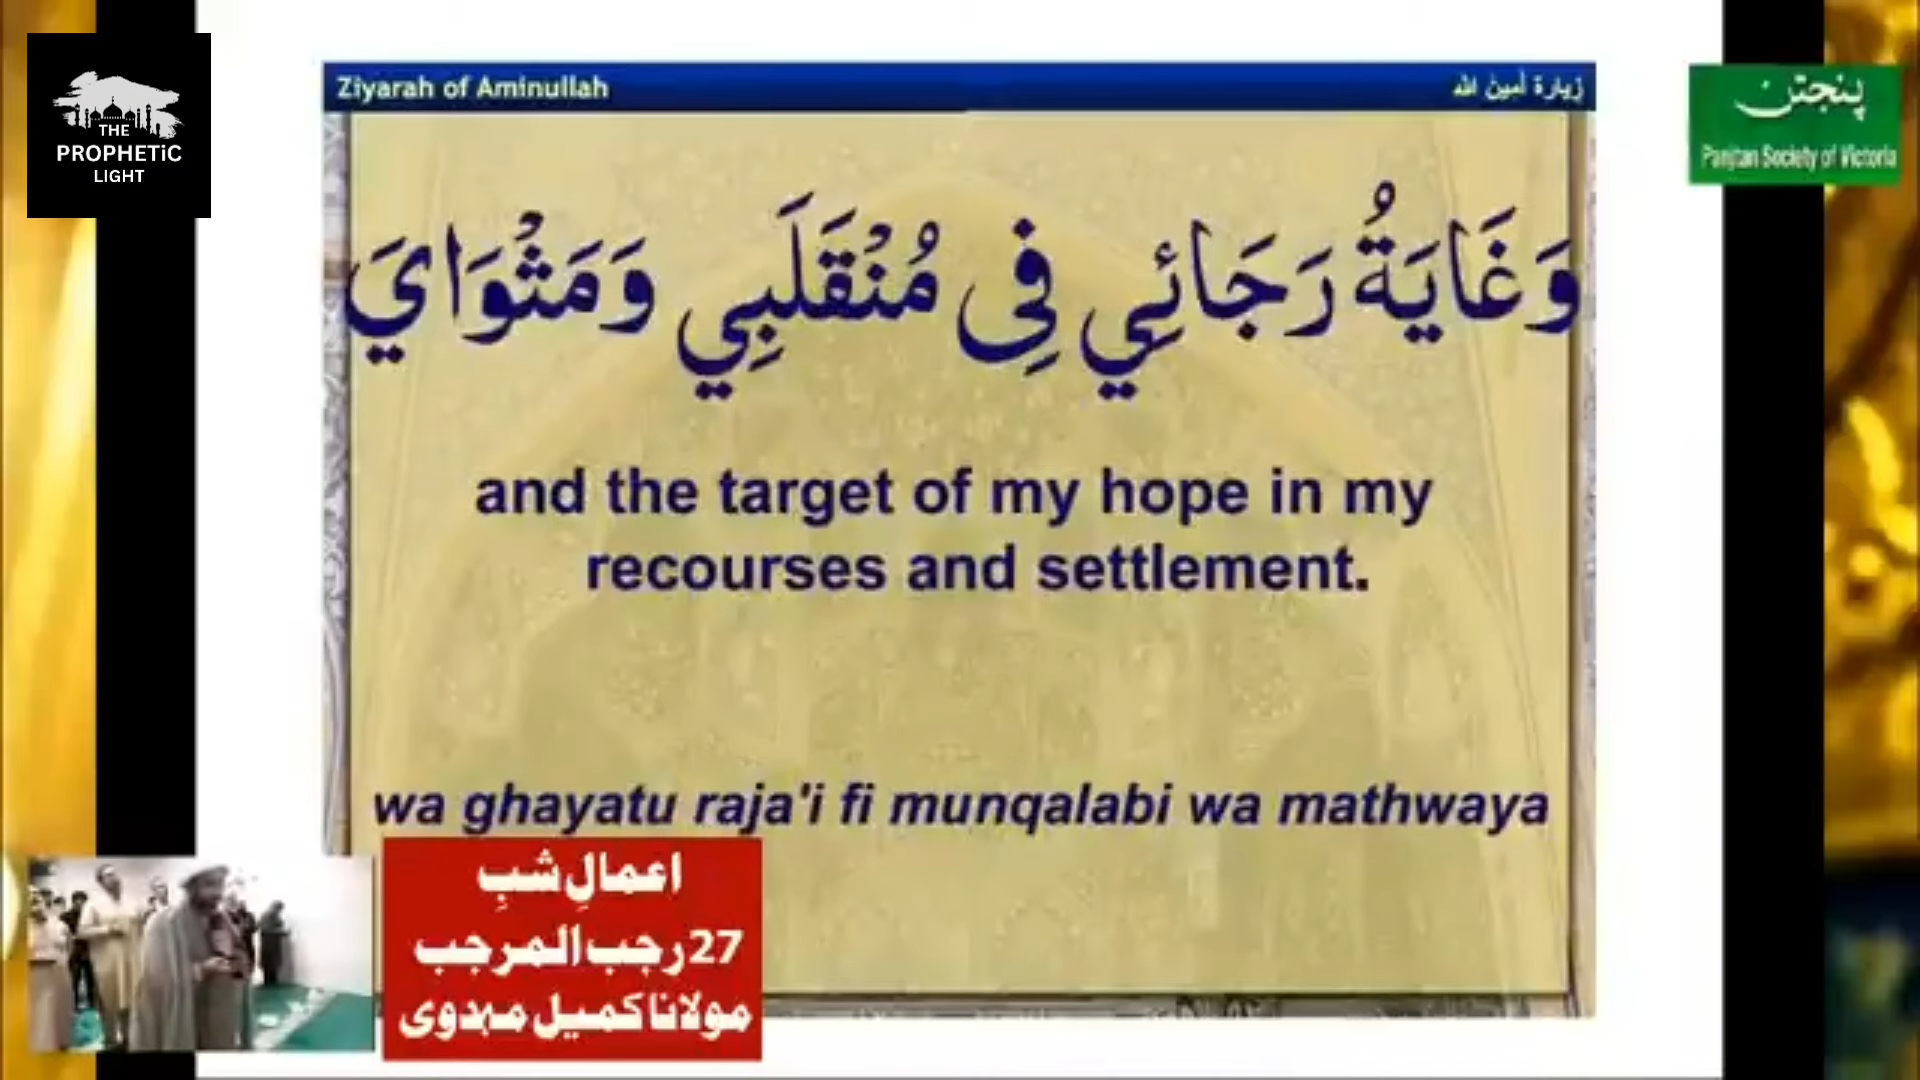 THE
PROPHETiC
LIGHT
Ziyarah of Aminullah
زيارة أمين الله
پنجتن
Panjtan Society of Victoria
وَغَايَةُ رَجَائِي فِي مُنْقَلَبِي وَمَثْوَايَ
and the target of my hope in my
recourses and settlement.
wa ghayatu raja'i fi munqalabi wa mathwaya
اعمالِ شبِ
27 رجب المرجب
مولانا کمیل مہدوی